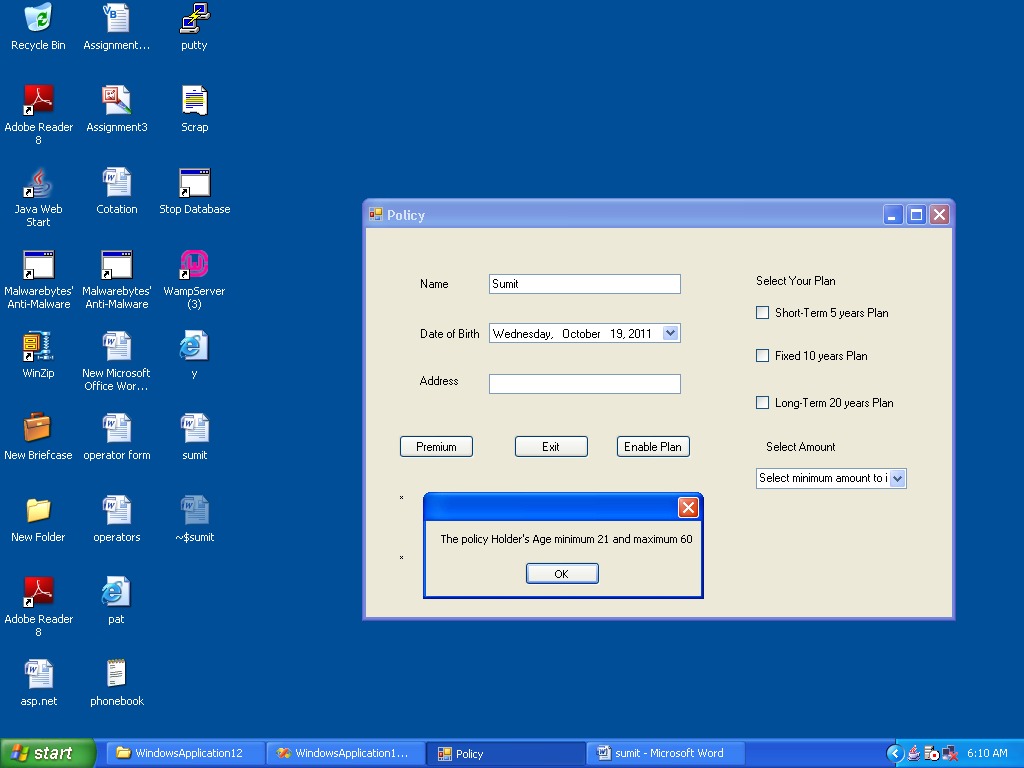 Recycle Bin
Assignment...
putty
Adobe Reader
8
Assignment3
Scrap
Java Web
Start
Cotation
Stop Database
Malwarebytes'
Anti-Malware
Malwarebytes'
Anti-Malware
WampServer
(3)
WinZip
New Microsoft
Office Wor...
y
New Briefcase
operator form
sumit
New Folder
operators
~$sumit
Adobe Reader
8
pat
asp.net
phonebook
Policy
Name
Sumit
Select Your Plan
Short-Term 5 years Plan
Date of Birth
Wednesday, October 19, 2011
Fixed 10 years Plan
Address
Long-Term 20 years Plan
Premium
Exit
Enable Plan
Select Amount
Select minimum amount to i
*
The policy Holder's Age minimum 21 and maximum 60
*
OK
start
WindowsApplication12
WindowsApplication1...
Policy
sumit - Microsoft Word
6:10 AM